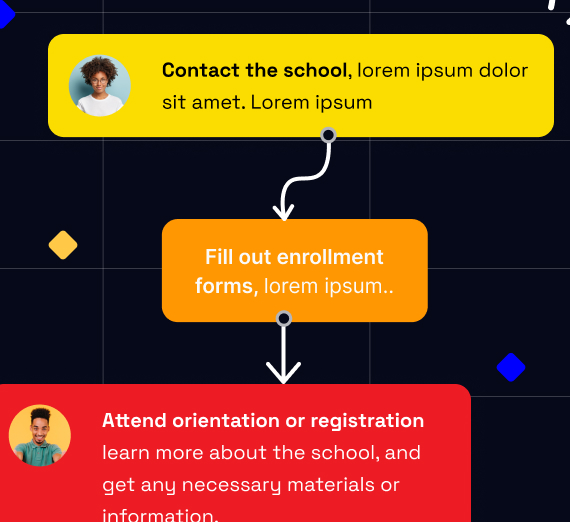 Contact the school, lorem ipsum dolor
sit amet. Lorem ipsum
Fill out enrollment
forms, lorem ipsum..
Attend orientation or registration
learn more about the school, and
get any necessary materials or
information.